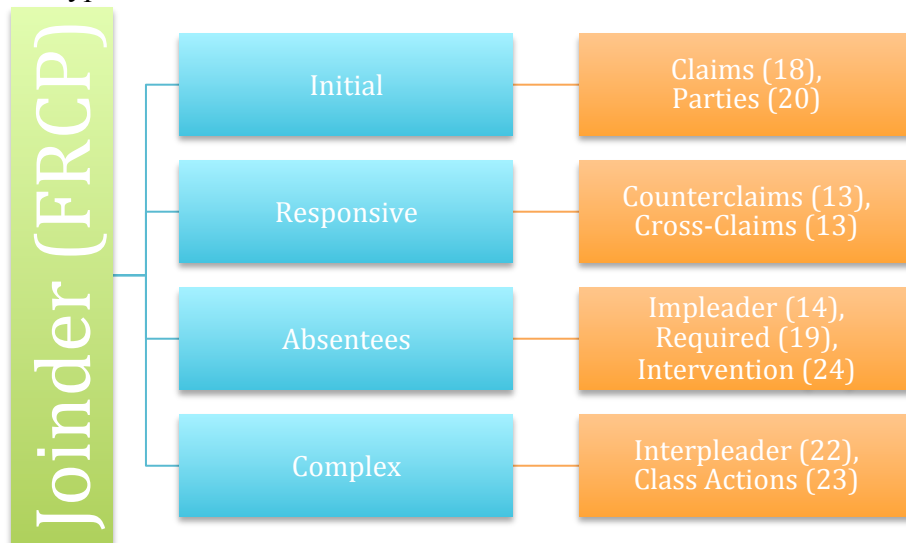 Joinder (FRCP)
Initial
Claims (18),
Parties (20)
Responsive
Counterclaims (13),
Cross-Claims (13)
Absentees
Impleader (14),
Required (19),
Intervention (24)
Complex
Interpleader (22),
Class Actions (23)